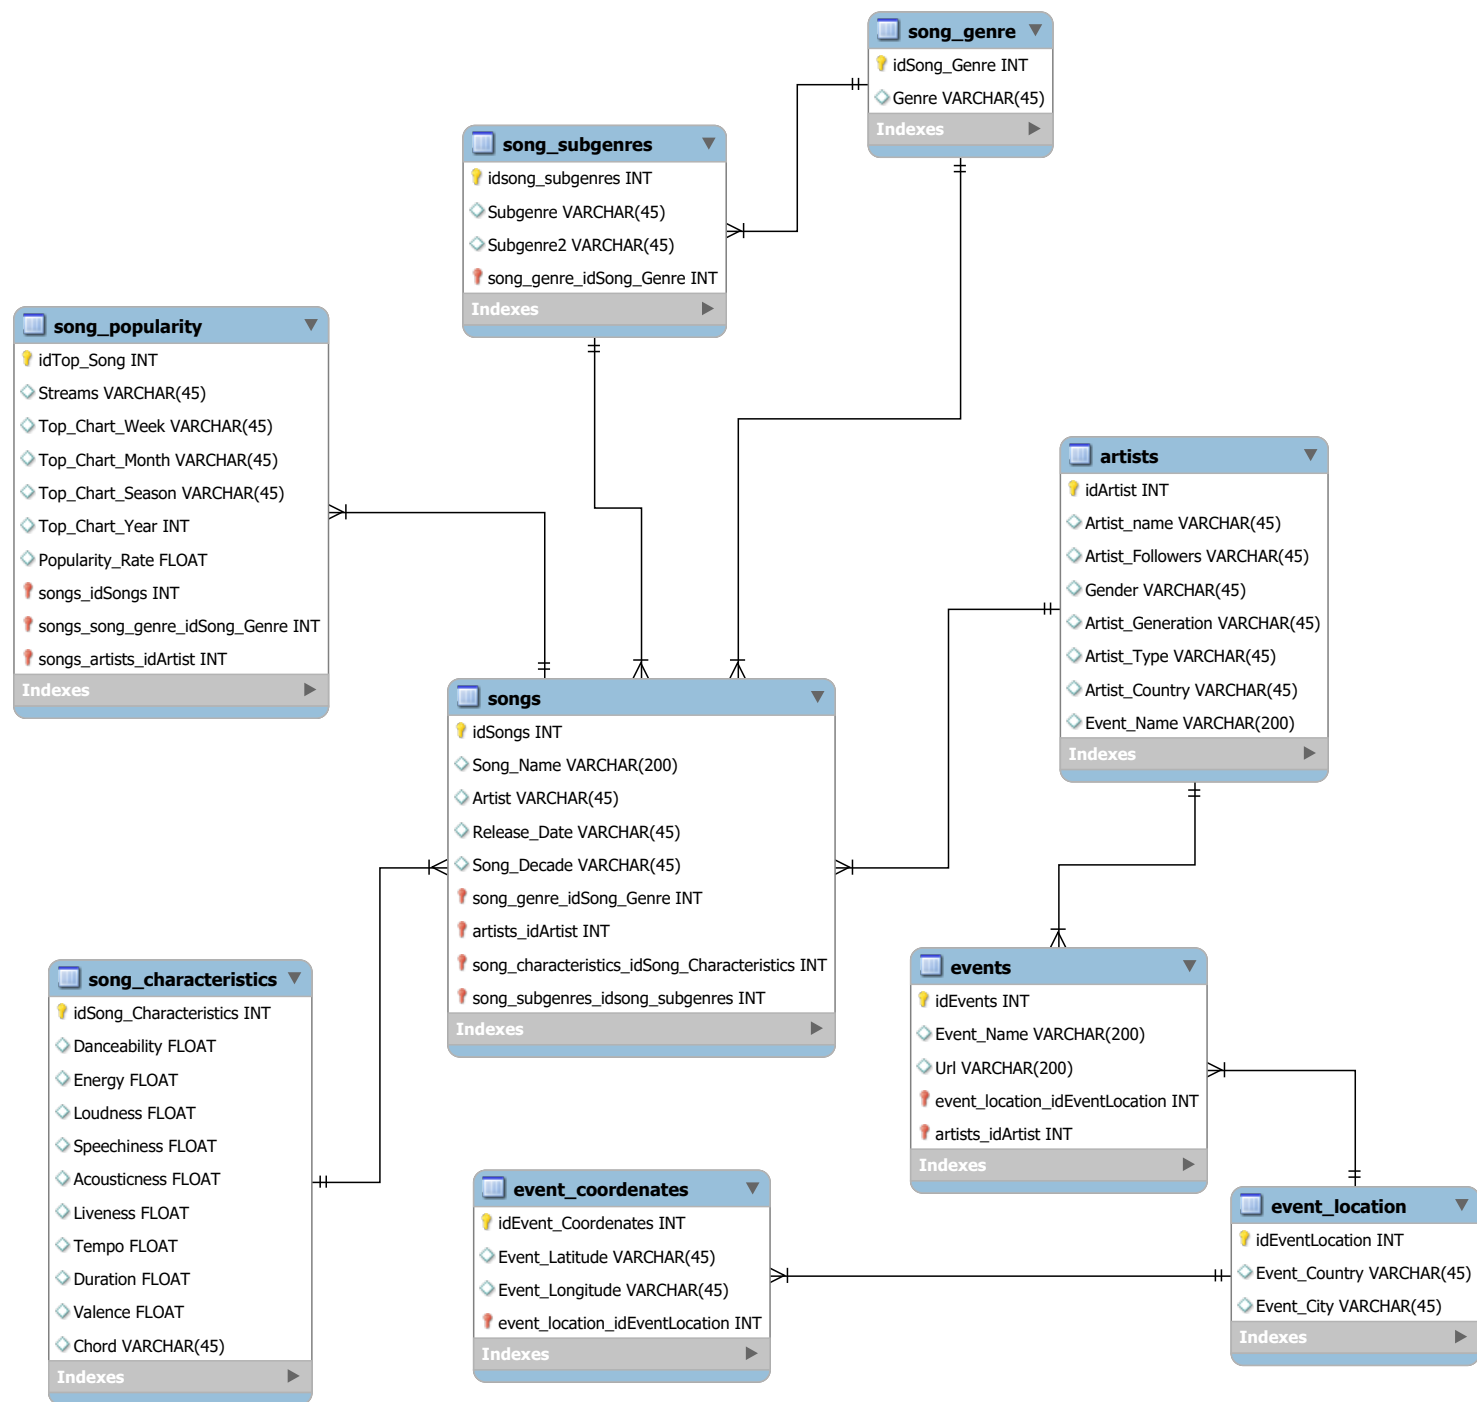 song_genre
idSong_Genre INT
Genre VARCHAR(45)
Indexes
song_subgenres
idsong_subgenres INT
Subgenre VARCHAR(45)
Subgenre2 VARCHAR(45)
song_genre_idSong_Genre INT
Indexes
song_popularity
idTop_Song INT
Streams VARCHAR(45)
Top_Chart_Week VARCHAR(45)
Top_Chart_Month VARCHAR(45)
Top_Chart_Season VARCHAR(45)
Top_Chart_Year INT
Popularity_Rate FLOAT
songs_idSongs INT
songs_song_genre_idSong_Genre INT
songs_artists_idArtist INT
Indexes
artists
idArtist INT
Artist_name VARCHAR(45)
Artist_Followers VARCHAR(45)
Gender VARCHAR(45)
Artist_Generation VARCHAR(45)
Artist_Type VARCHAR(45)
Artist_Country VARCHAR(45)
Event_Name VARCHAR(200)
Indexes
songs
idSongs INT
Song_Name VARCHAR(200)
Artist VARCHAR(45)
Release_Date VARCHAR(45)
Song_Decade VARCHAR(45)
song_genre_idSong_Genre INT
artists_idArtist INT
song_characteristics_idSong_Characteristics INT
song_subgenres_idsong_subgenres INT
Indexes
song_characteristics
idSong_Characteristics INT
Danceability FLOAT
Energy FLOAT
Loudness FLOAT
Speechiness FLOAT
Acousticness FLOAT
Liveness FLOAT
Tempo FLOAT
Duration FLOAT
Valence FLOAT
Chord VARCHAR(45)
Indexes
events
idEvents INT
Event_Name VARCHAR(200)
Url VARCHAR(200)
event_location_idEventLocation INT
artists_idArtist INT
Indexes
event_coordenates
idEvent_Coordenates INT
Event_Latitude VARCHAR(45)
Event_Longitude VARCHAR(45)
event_location_idEventLocation INT
Indexes
event_location
idEventLocation INT
Event_Country VARCHAR(45)
Event_City VARCHAR(45)
Indexes